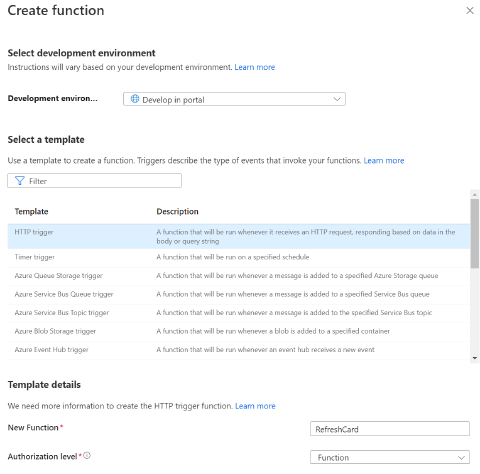 Create function
Select development environment
Instructions will vary based on your development environment. Learn more
Development environ... Develop in portal
Select a template
Use a template to create a function. Triggers describe the type of events that invoke your functions. Learn more
Filter
Template Description
HTTP trigger A function that will be run whenever it receives an HTTP request, responding based on data in the
body or query string
Timer trigger A function that will be run on a specified schedule
Azure Queue Storage trigger A function that will be run whenever a message is added to a specified Azure Storage queue
Azure Service Bus Queue trigger A function that will be run whenever a message is added to a specified Service Bus queue
Azure Service Bus Topic trigger A function that will be run whenever a message is added to the specified Service Bus topic
Azure Blob Storage trigger A function that will be run whenever a blob is added to a specified container
Azure Event Hub trigger A function that will be run whenever an event hub receives a new event
Template details
We need more information to create the HTTP trigger function. Learn more
New Function* RefreshCard
Authorization level* Function